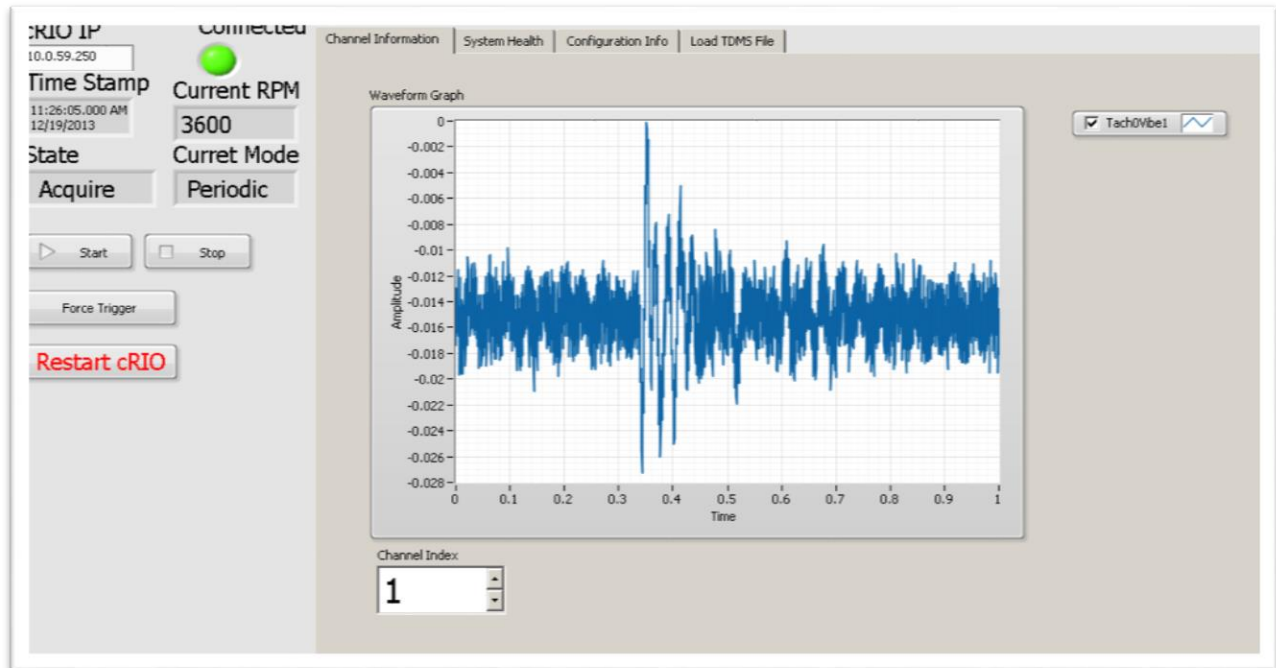 cRIO IP
Connected
10.0.59.250
Time Stamp
Current RPM
11:26:05.000 AM
12/19/2013
3600
State
Curret Mode
Acquire
Periodic
Start
Stop
Force Trigger
Restart cRIO
Channel Information
System Health
Configuration Info
Load TDMS File
Waveform Graph
Tach0Vibe1
0
-0.002
-0.004
-0.006
-0.008
-0.01
-0.012
-0.014
-0.016
-0.018
-0.02
-0.022
-0.024
-0.026
-0.028
Amplitude
0 0.1 0.2 0.3 0.4 0.5 0.6 0.7 0.8 0.9 1
Time
Channel Index
1